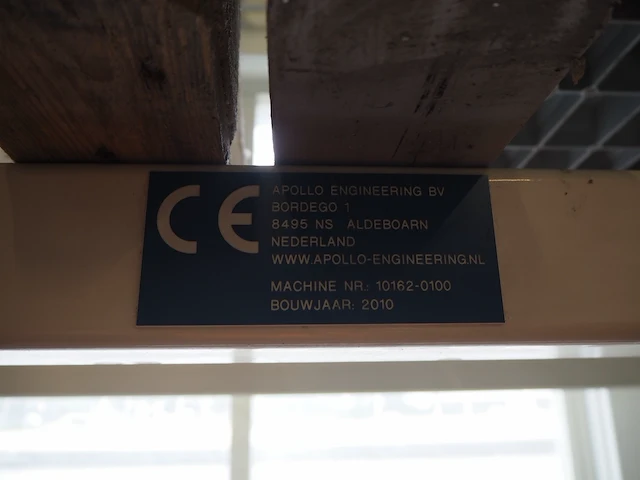 CE
APOLLO ENGINEERING BV
BORDEGO 1
8495 NS ALDEBOARN
NEDERLAND
WWW.APOLLO-ENGINEERING.NL
MACHINE NR.: 10162-0100
BOUWJAAR: 2010